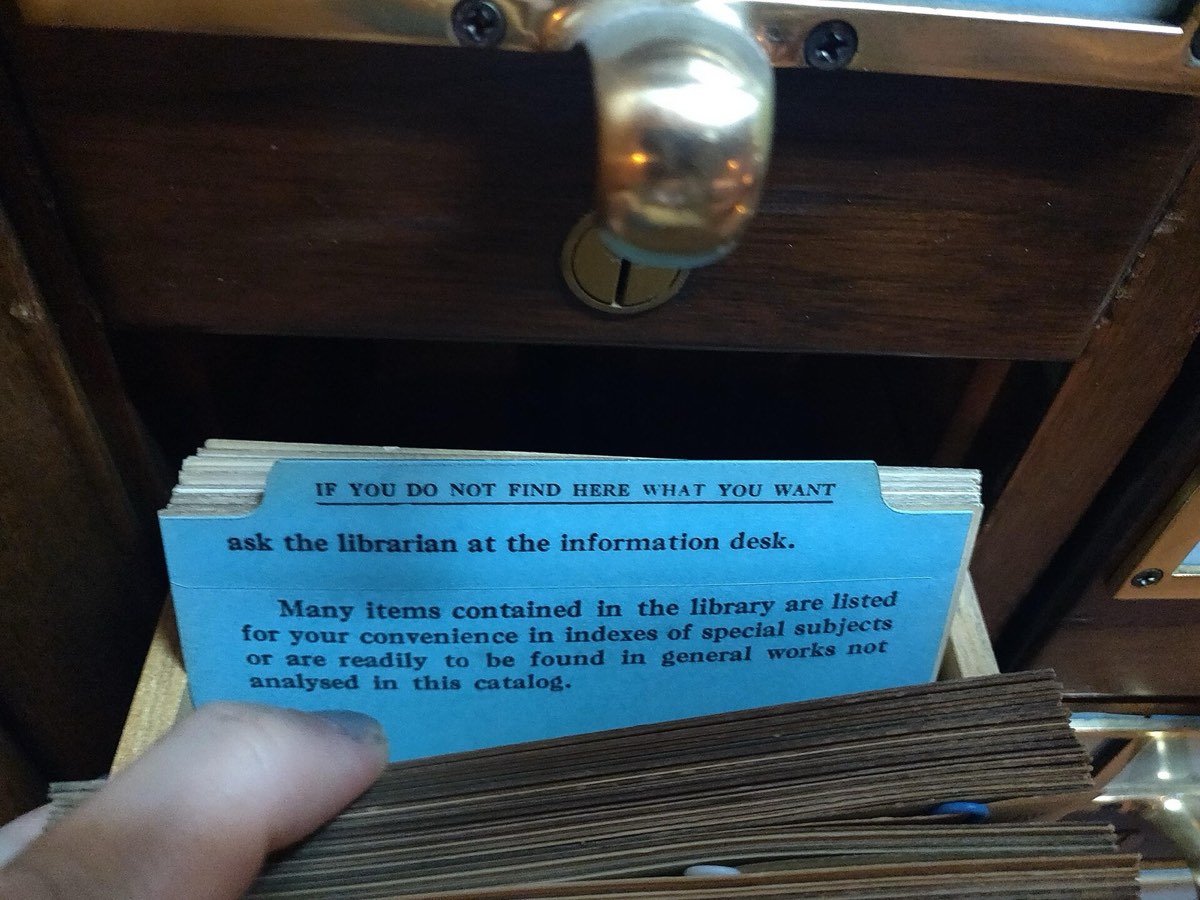 IF YOU DO NOT FIND HERE WHAT YOU WANT
ask the librarian at the information desk.
Many items contained in the library are listed
for your convenience in indexes of special subjects
or are readily to be found in general works not
analysed in this catalog.